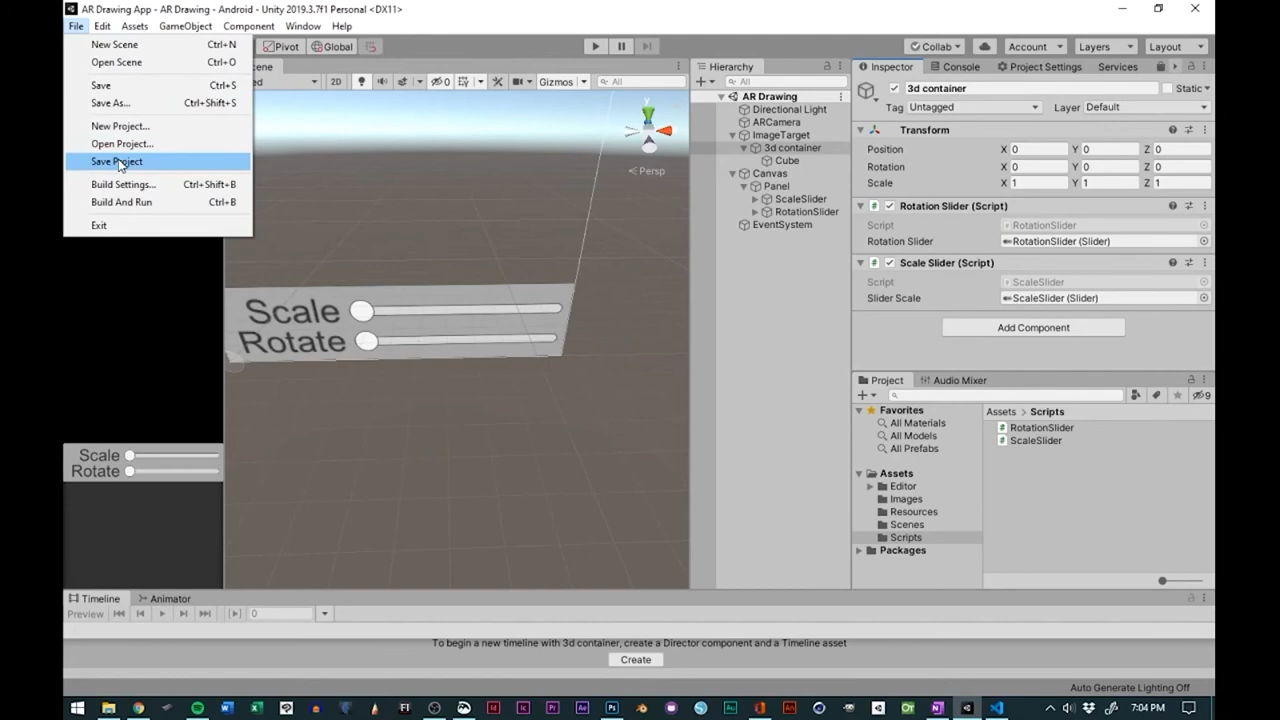 AR Drawing App - AR Drawing - Android - Unity 2019.3.7f1 Personal <DX11>
File Edit Assets GameObject Component Window Help
Pivot Global Collab Account Layers Layout
New Scene Ctrl+N
Open Scene Ctrl+O
Save Ctrl+S
Save As... Ctrl+Shift+S
New Project...
Open Project...
Save Project
Build Settings... Ctrl+Shift+B
Build And Run Ctrl+B
Exit
2D 0 Gizmos All
y
Persp
Scale
Rotate
Scale
Rotate
Hierarchy
All
AR Drawing
Directional Light
ARCamera
ImageTarget
3d container
Cube
Canvas
Panel
ScaleSlider
RotationSlider
EventSystem
Inspector Console Project Settings Services
3d container Static
Tag Untagged Layer Default
Transform
Position X 0 Y 0 Z 0
Rotation X 0 Y 0 Z 0
Scale X 1 Y 1 Z 1
Rotation Slider (Script)
Script RotationSlider
Rotation Slider RotationSlider (Slider)
Scale Slider (Script)
Script ScaleSlider
Slider Scale ScaleSlider (Slider)
Add Component
Project Audio Mixer
9
Favorites
All Materials
All Models
All Prefabs
Assets
Editor
Images
Resources
Scenes
Scripts
Packages
Assets > Scripts
RotationSlider
ScaleSlider
Timeline Animator
Preview 0
To begin a new timeline with 3d container, create a Director component and a Timeline asset
Create
Auto Generate Lighting Off
7:04 PM